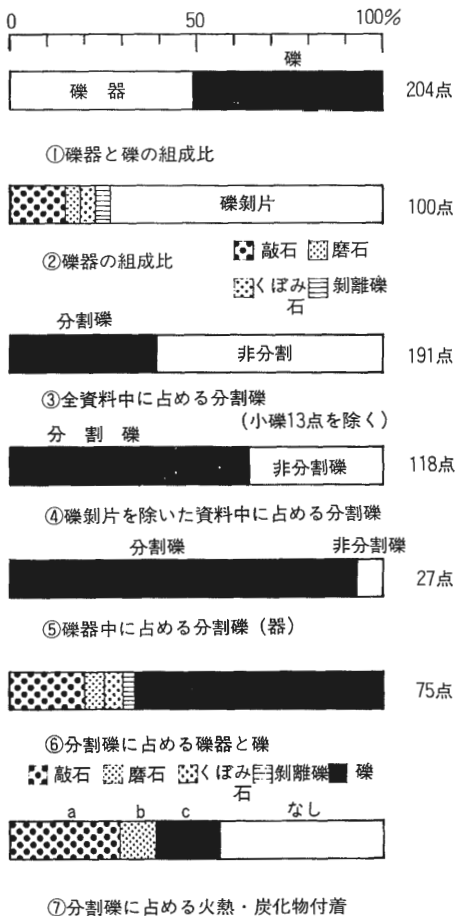 0 50 100%
礫
礫 器 204点
①礫器と礫の組成比
礫剝片 100点
②礫器の組成比
敲石 磨石
くぼみ石 剝離礫
分割礫
非分割 191点
③全資料中に占める分割礫
(小礫13点を除く)
分 割 礫
非分割礫 118点
④礫剝片を除いた資料中に占める分割礫
分割礫 非分割礫
27点
⑤礫器中に占める分割礫(器)
75点
⑥分割礫に占める礫器と礫
敲石 磨石 くぼみ石 剝離礫 礫
a b c なし
⑦分割礫に占める火熱・炭化物付着